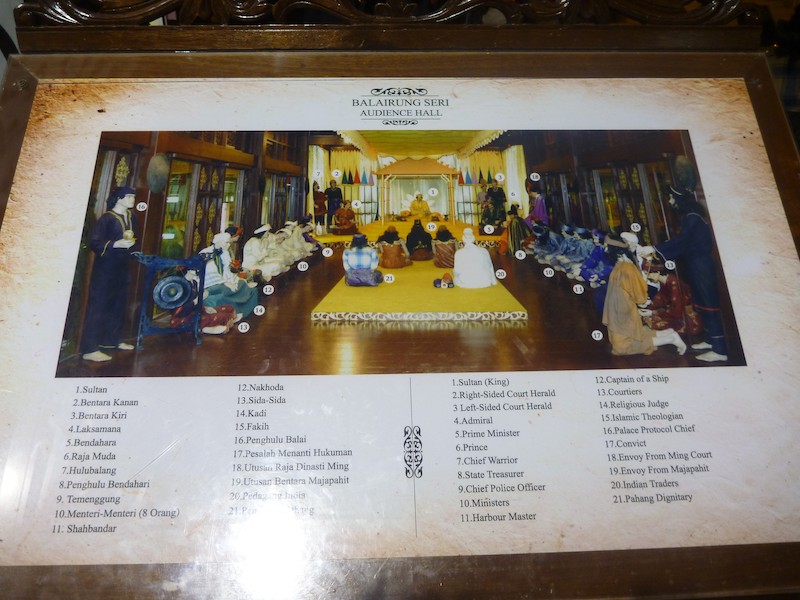 BALAIRUNG SERI
AUDIENCE HALL
1.Sultan
2.Bentara Kanan
3.Bentara Kiri
4.Laksamana
5.Bendahara
6.Raja Muda
7.Hulubalang
8.Penghulu Bendahari
9. Temenggung
10.Menteri-Menteri (8 Orang)
11. Shahbandar
12.Nakhoda
13.Sida-Sida
14.Kadi
15.Fakih
16.Penghulu Balai
17.Pesalah Menanti Hukuman
18.Utusan Raja Dinasti Ming
19.Utusan Bentara Majapahit
20.Pedagang India
21.
1.Sultan (King)
2.Right-Sided Court Herald
3 Left-Sided Court Herald
4.Admiral
5.Prime Minister
6.Prince
7.Chief Warrior
8.State Treasurer
9.Chief Police Officer
10.Ministers
11.Harbour Master
12.Captain of a Ship
13.Courtiers
14.Religious Judge
15.Islamic Theologian
16.Palace Protocol Chief
17.Convict
18.Envoy From Ming Court
19.Envoy From Majapahit
20.Indian Traders
21.Pahang Dignitary